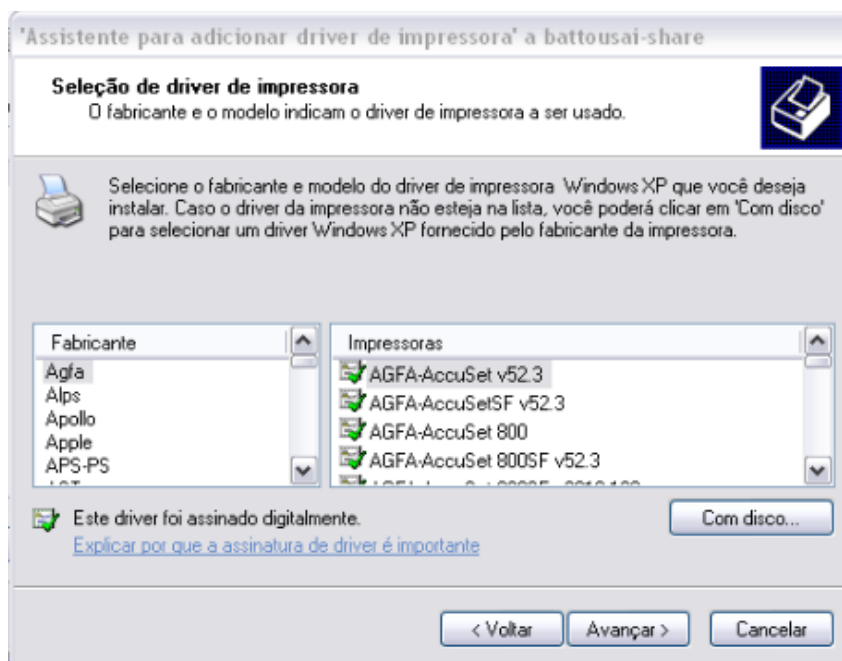 'Assistente para adicionar driver de impressora' a battousai-share
Seleção de driver de impressora
O fabricante e o modelo indicam o driver de impressora a ser usado.
Selecione o fabricante e modelo do driver de impressora Windows XP que você deseja
instalar. Caso o driver da impressora não esteja na lista, você poderá clicar em 'Com disco'
para selecionar um driver Windows XP fornecido pelo fabricante da impressora.
Fabricante
Agfa
Alps
Apollo
Apple
APS-PS
Impressoras
AGFA-AccuSet v52.3
AGFA-AccuSetSF v52.3
AGFA-AccuSet 800
AGFA-AccuSet 800SF v52.3
Este driver foi assinado digitalmente.
Com disco...
Explicar por que a assinatura de driver é importante
< Voltar
Avançar >
Cancelar